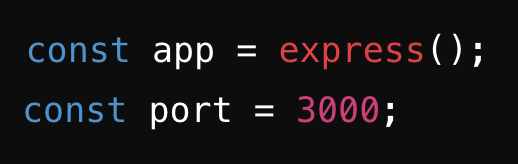 const app = express();
const port = 3000;